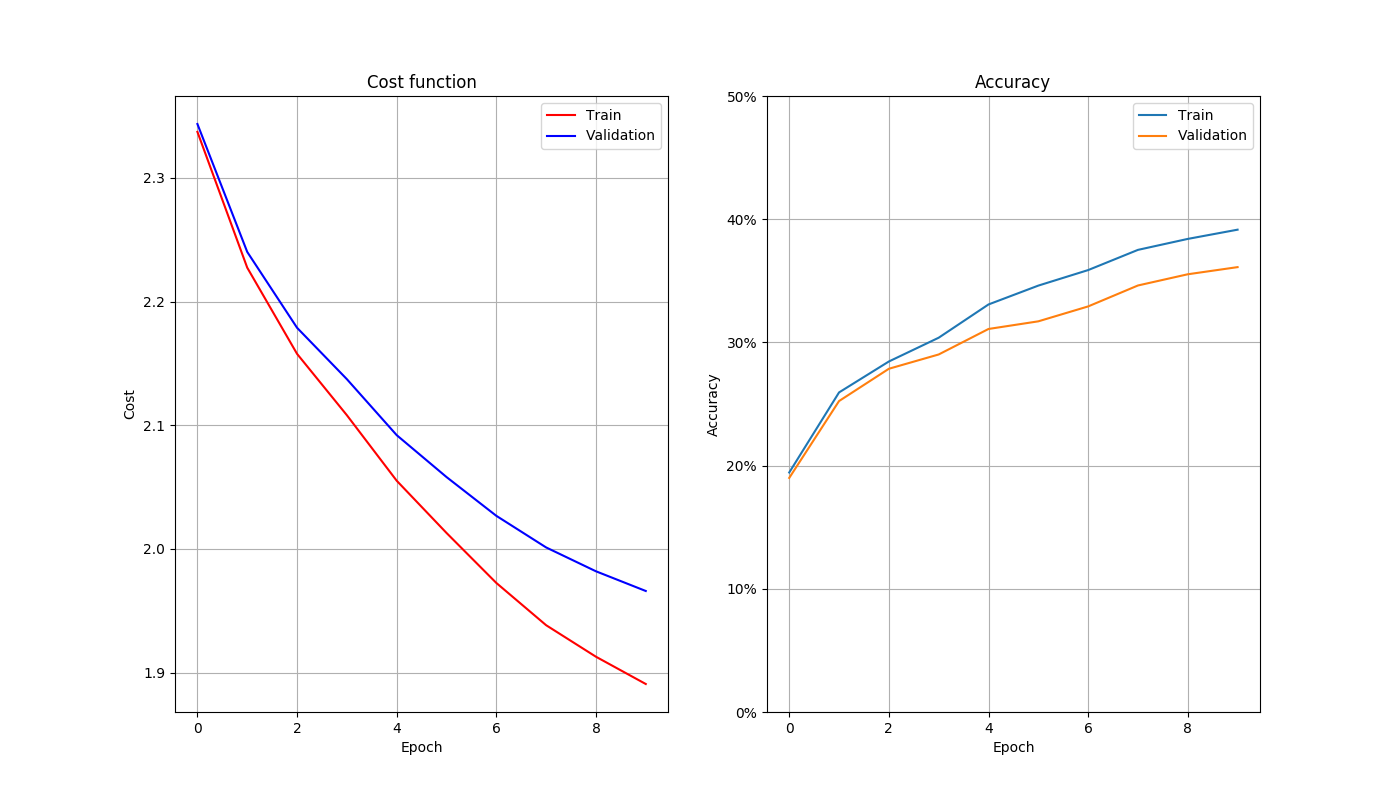 Cost function
Train
Validation
2.3
2.2
2.1
2.0
1.9
Cost
0 2 4 6 8
Epoch
Accuracy
Train
Validation
50%
40%
30%
20%
10%
0%
Accuracy
0 2 4 6 8
Epoch